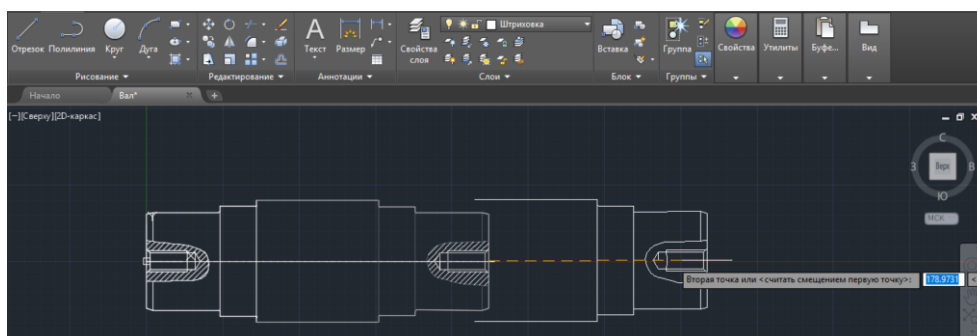 Отрезок Полилиния Круг Дуга
Текст Размер
Свойства слоя
Штриховка
Вставка
Группа
Свойства Утилиты Буфе... Вид
Рисование Редактирование Аннотации Слои Блок Группы
Начало Вал*
[−][Сверху][2D-каркас]
С
З Верх В
Ю
МСК
Вторая точка или <считать смещением первую точку>: 178.9731 <